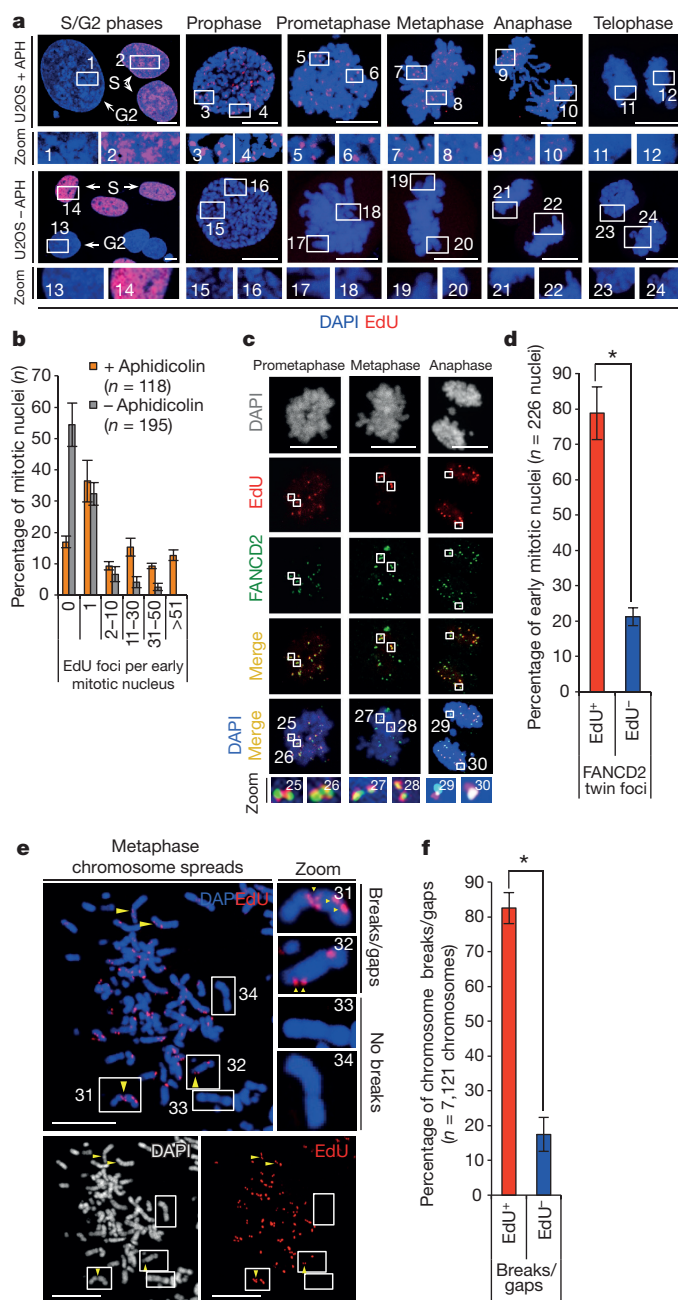 a
S/G2 phases Prophase Prometaphase Metaphase Anaphase Telophase
U2OS + APH
1 2 S G2 3 4 5 6 7 8 9 10 11 12
Zoom
1 2 3 4 5 6 7 8 9 10 11 12
U2OS − APH
14 S 13 G2 16 15 18 17 19 20 21 22 23 24
Zoom
13 14 15 16 17 18 19 20 21 22 23 24
DAPI EdU
b
Percentage of mitotic nuclei (n)
70
60
50
40
30
20
10
0
+ Aphidicolin
(n = 118)
− Aphidicolin
(n = 195)
0 1 2–10 11–30 31–50 >51
EdU foci per early
mitotic nucleus
c
Prometaphase Metaphase Anaphase
DAPI
EdU
FANCD2
Merge
DAPI
Merge
25 26 27 28 29 30
Zoom
25 26 27 28 29 30
d
Percentage of early mitotic nuclei (n = 226 nuclei)
90
80
70
60
50
40
30
20
10
0
*
EdU+ EdU−
FANCD2
twin foci
e
Metaphase
chromosome spreads
Zoom
DAPIEdU
34
32
31
33
31
32
33
34
Breaks/gaps
No breaks
DAPI
EdU
f
Percentage of chromosome breaks/gaps
(n = 7,121 chromosomes)
90
80
70
60
50
40
30
20
10
0
*
EdU+ EdU−
Breaks/
gaps